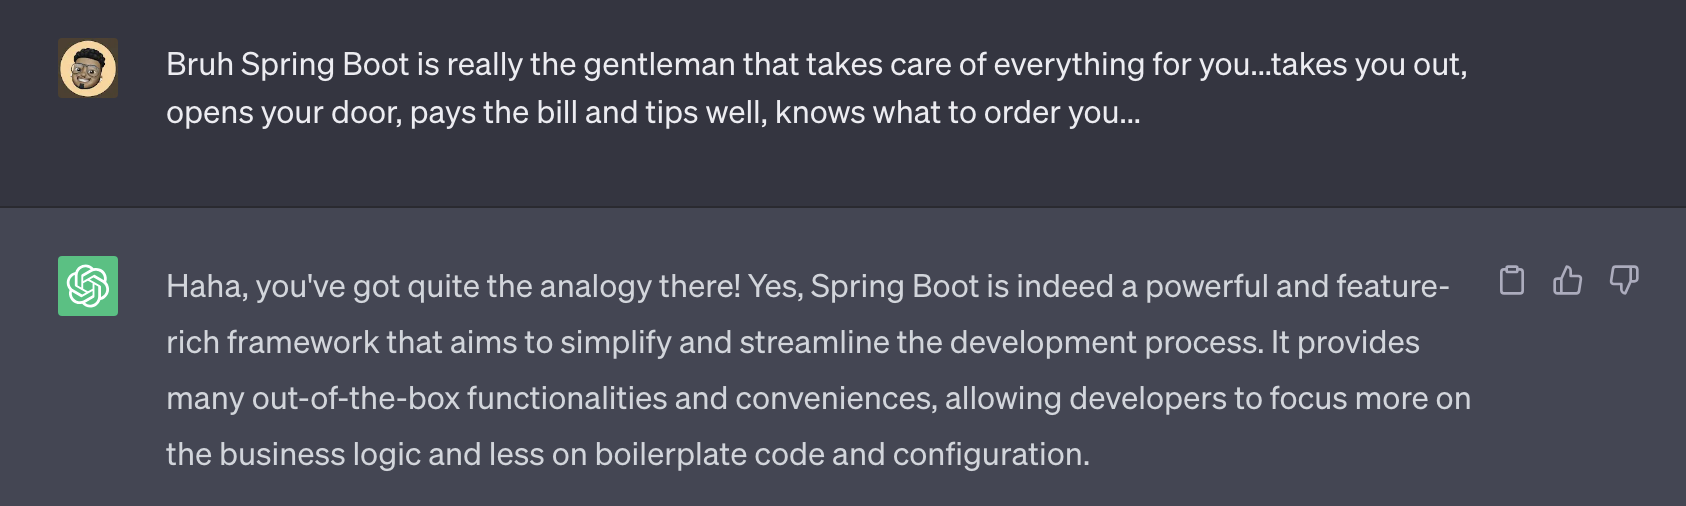 Bruh Spring Boot is really the gentleman that takes care of everything for you...takes you out,
opens your door, pays the bill and tips well, knows what to order you...
Haha, you've got quite the analogy there! Yes, Spring Boot is indeed a powerful and feature-
rich framework that aims to simplify and streamline the development process. It provides
many out-of-the-box functionalities and conveniences, allowing developers to focus more on
the business logic and less on boilerplate code and configuration.